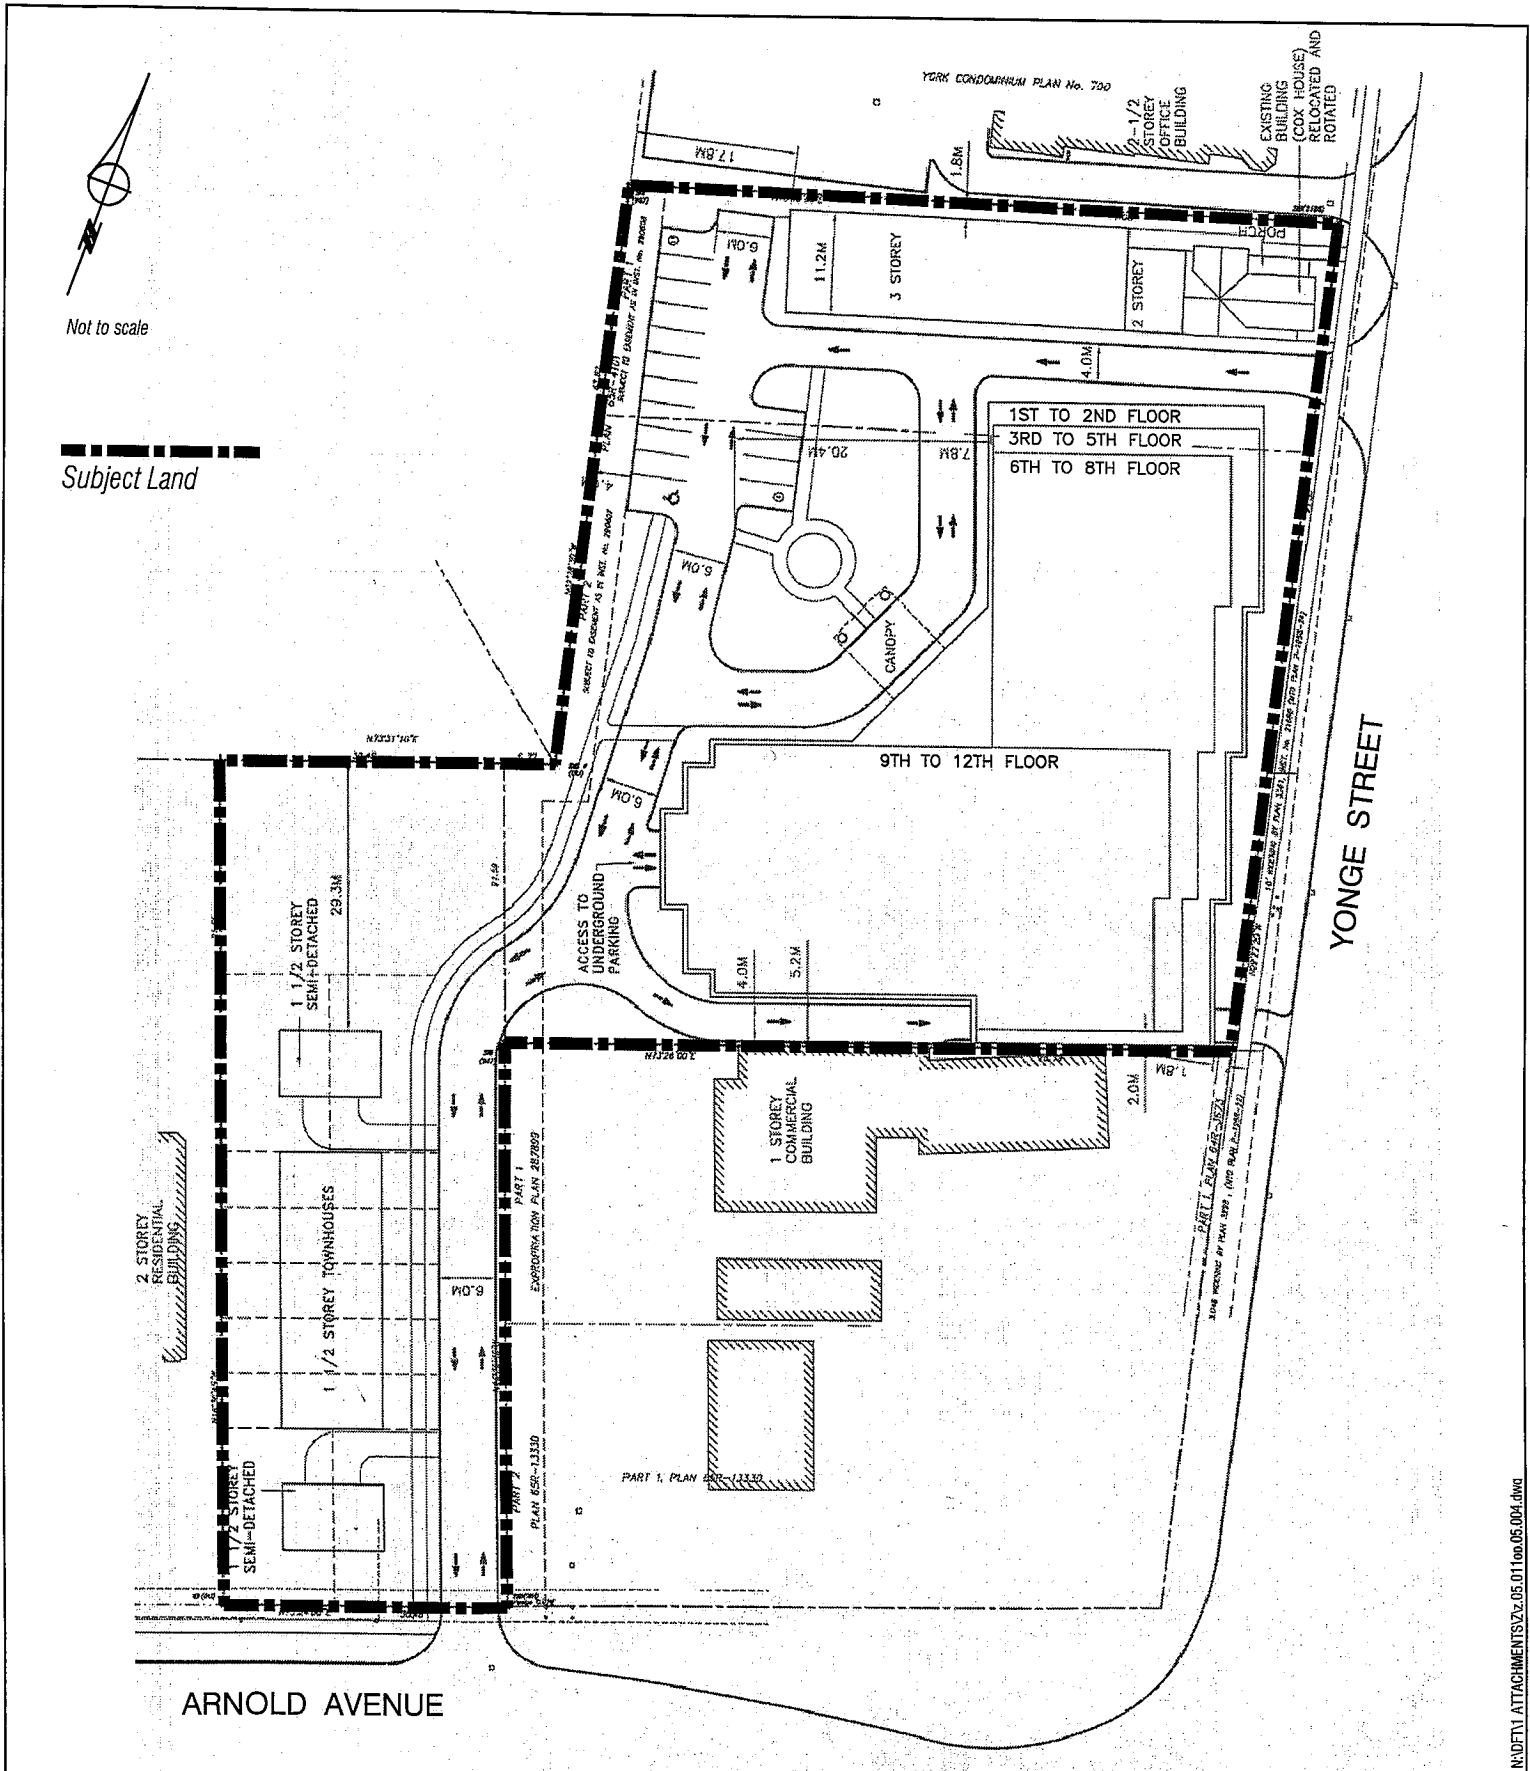 YORK CONDOMINIUM PLAN No. 700
2-1/2
STOREY
OFFICE
BUILDING
EXISTING
BUILDING
(COX HOUSE)
RELOCATED AND
ROTATED
Not to scale
Subject Land
17.8M
1.8M
6.0M
11.2M
3 STOREY
2 STOREY
PORCH
4.0M
1ST TO 2ND FLOOR
3RD TO 5TH FLOOR
6TH TO 8TH FLOOR
20.4M
7.8M
PART 1
PART 2
6.0M
CANOPY
9TH TO 12TH FLOOR
6.0M
YONGE STREET
1 1/2 STOREY
SEMI-DETACHED
29.3M
ACCESS TO
UNDERGROUND
PARKING
4.0M
5.2M
1.8M
2.0M
1 STOREY
COMMERCIAL
BUILDING
2 STOREY
RESIDENTIAL
BUILDING
1 1/2 STOREY TOWNHOUSES
6.0M
PART 1
EXPROPRIATION PLAN 287899
PART 2
PLAN 65R-13330
PART 1, PLAN 65R-13330
1 1/2 STOREY
SEMI-DETACHED
ARNOLD AVENUE
N:\DFT\1 ATTACHMENTS\Z\z.05.011op.05.004.dwg